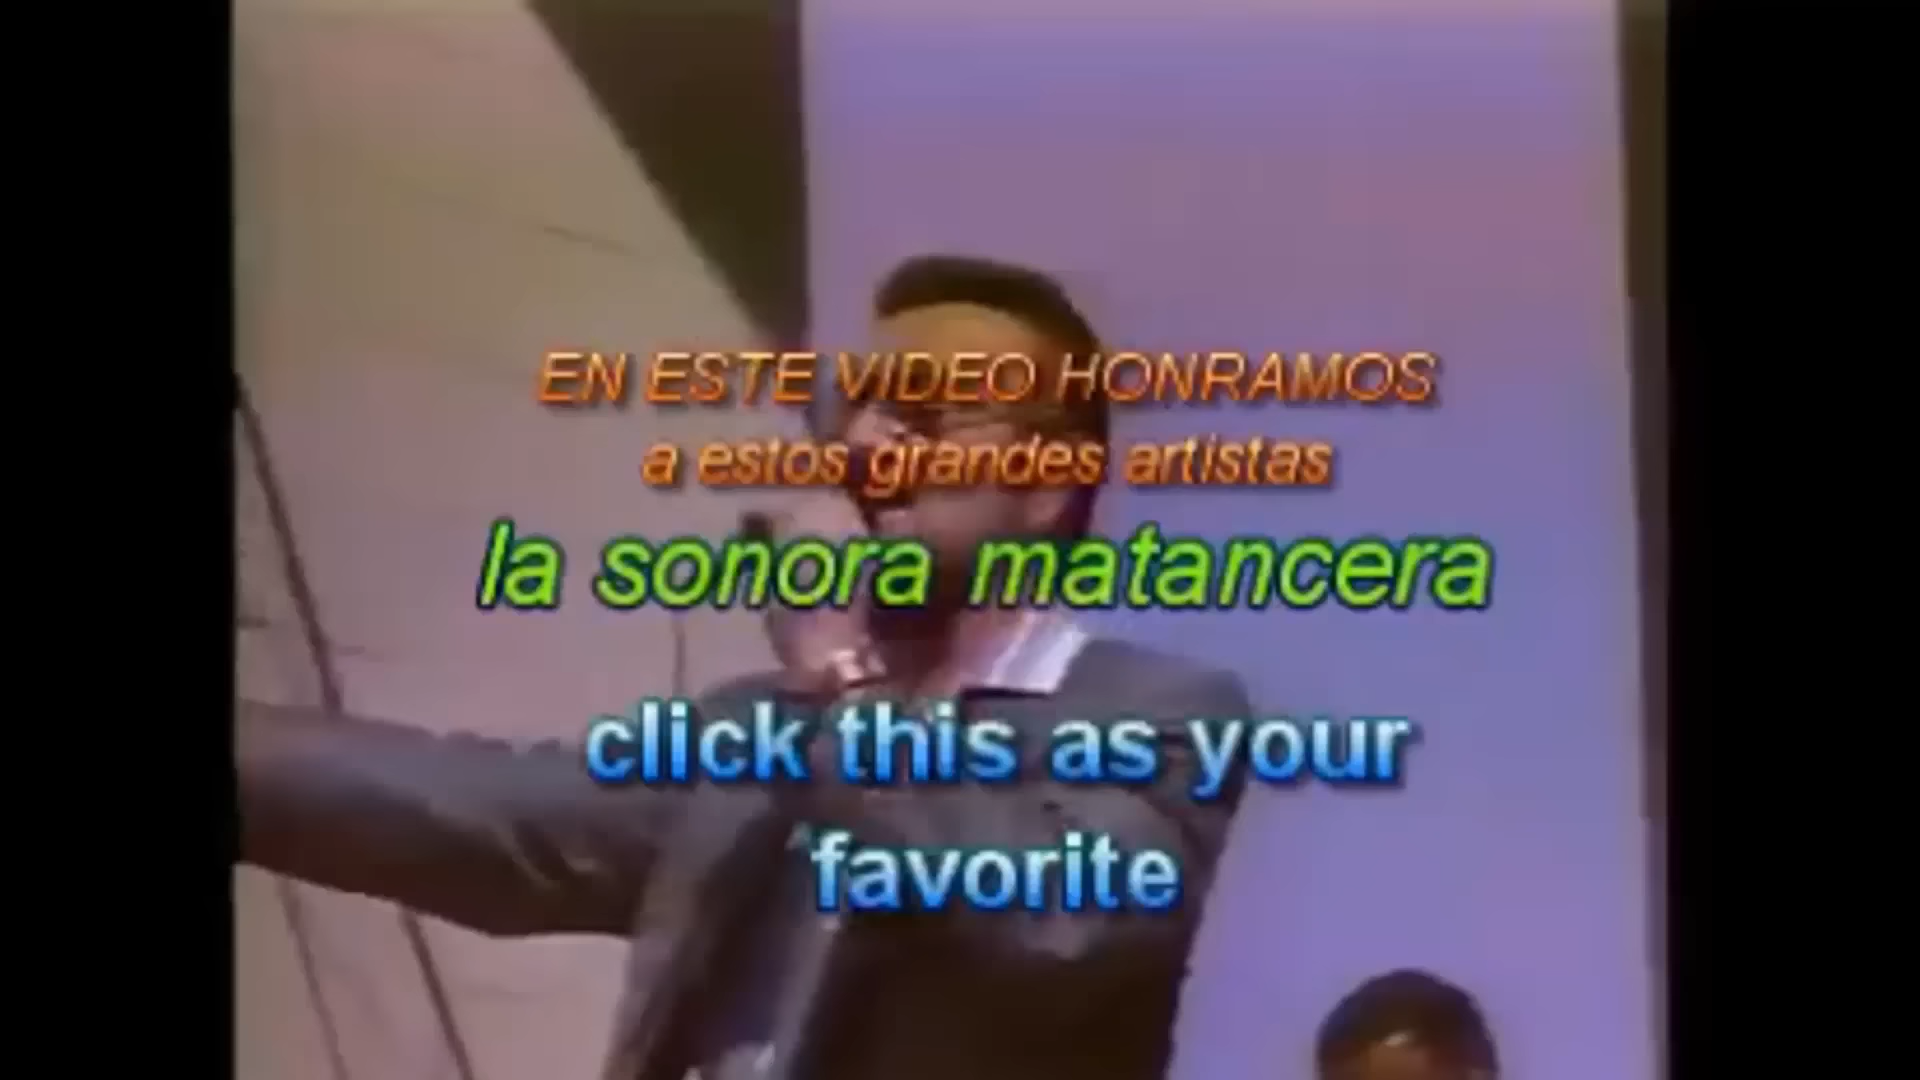 EN ESTE VIDEO HONRAMOS
a estos grandes artistas
la sonora matancera
click this as your
favorite